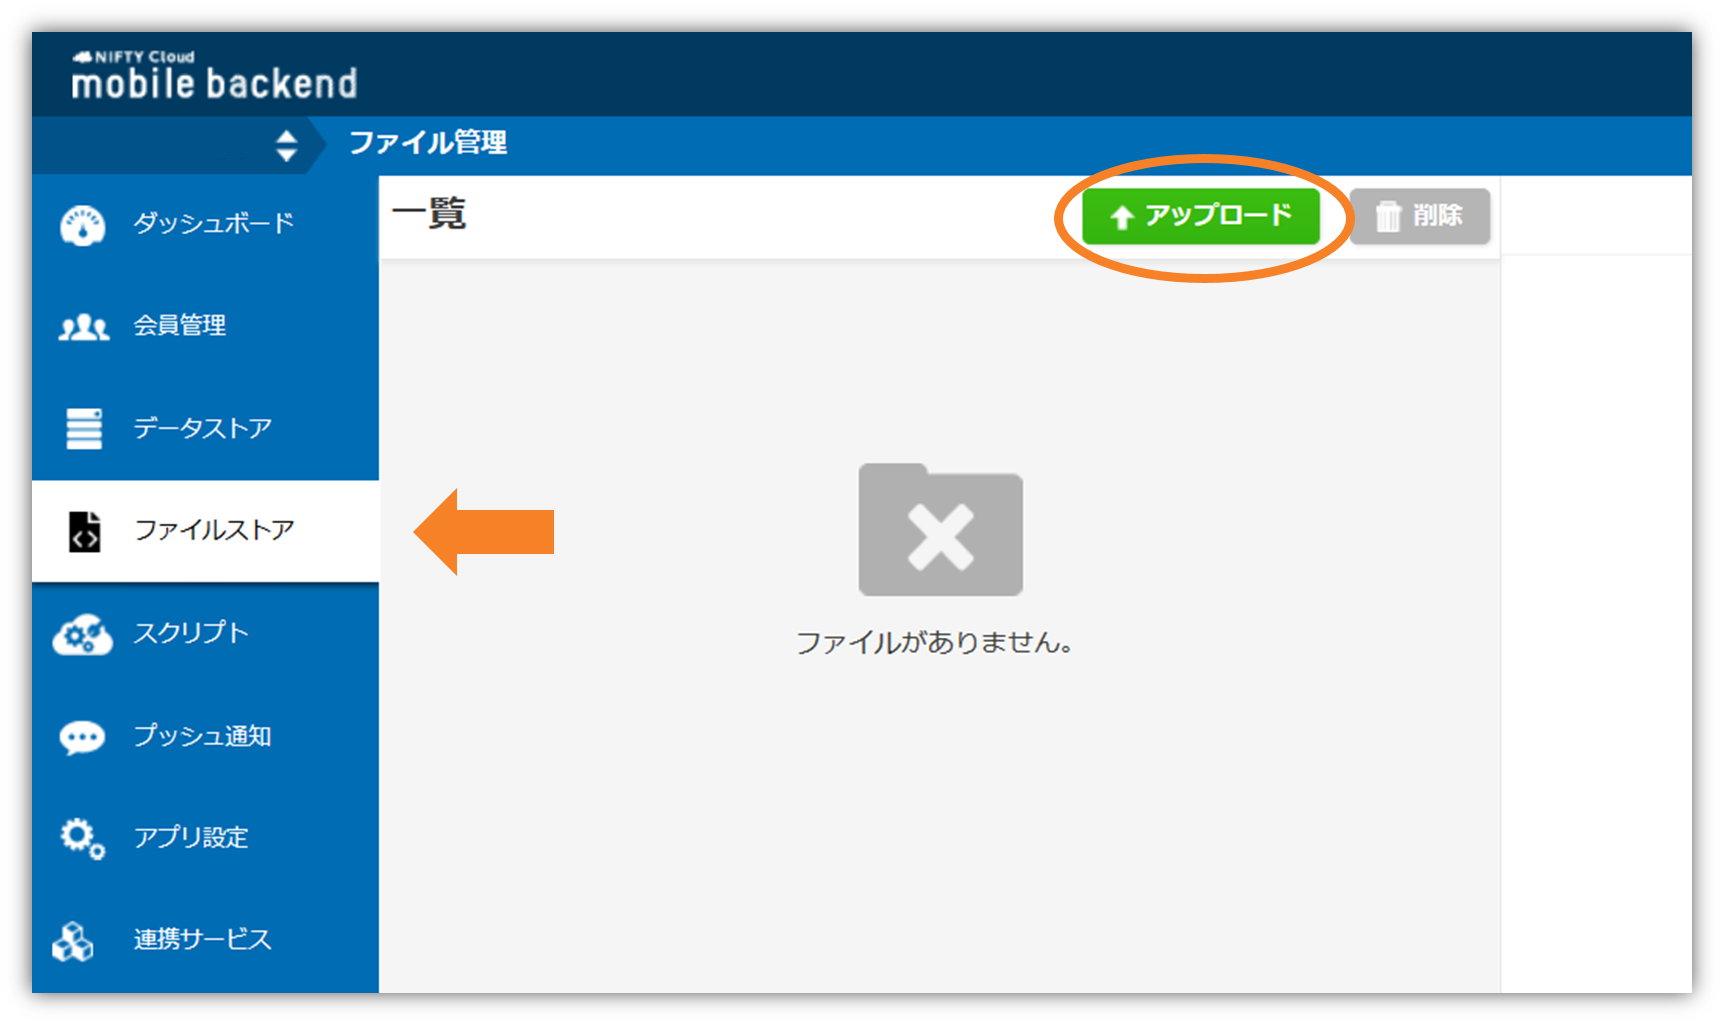 NIFTY Cloud
mobile backend
ファイル管理
ダッシュボード
会員管理
データストア
ファイルストア
スクリプト
プッシュ通知
アプリ設定
連携サービス
一覧
アップロード
削除
ファイルがありません。